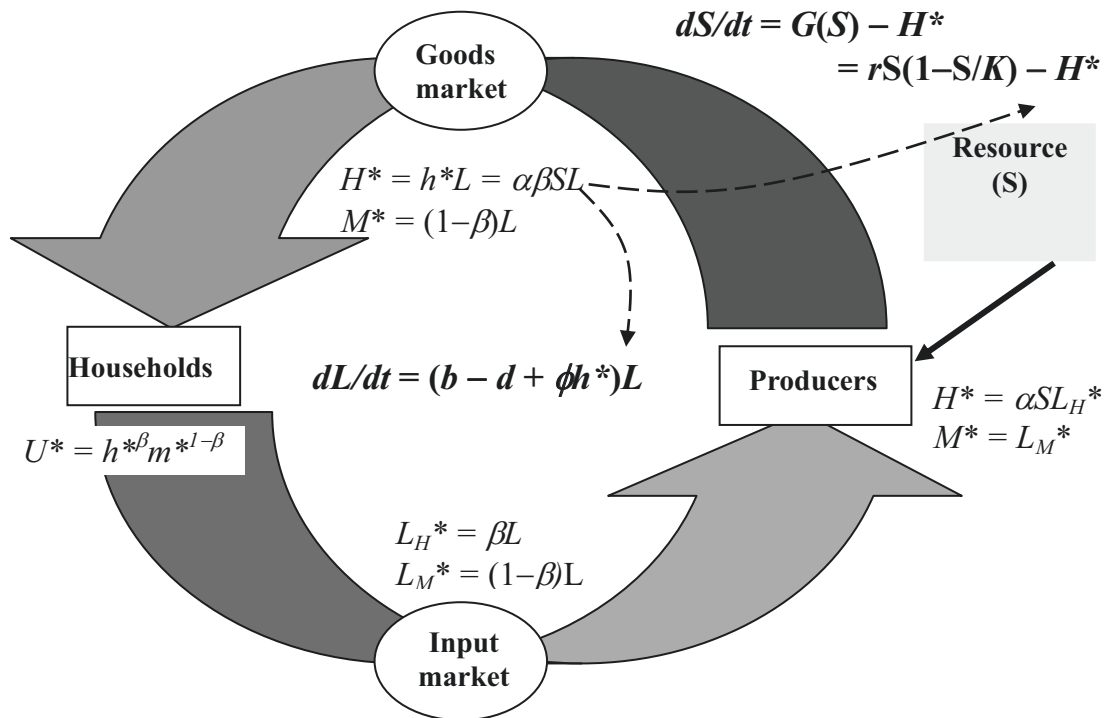 Goods
market
dS/dt = G(S) – H*
= rS(1–S/K) – H*
Resource
(S)
H* = h*L = αβSL
M* = (1–β)L
Households
dL/dt = (b – d + ϕh*)L
Producers
H* = αSL_H*
M* = L_M*
U* = h*^β m*^1–β
L_H* = βL
L_M* = (1–β)L
Input
market